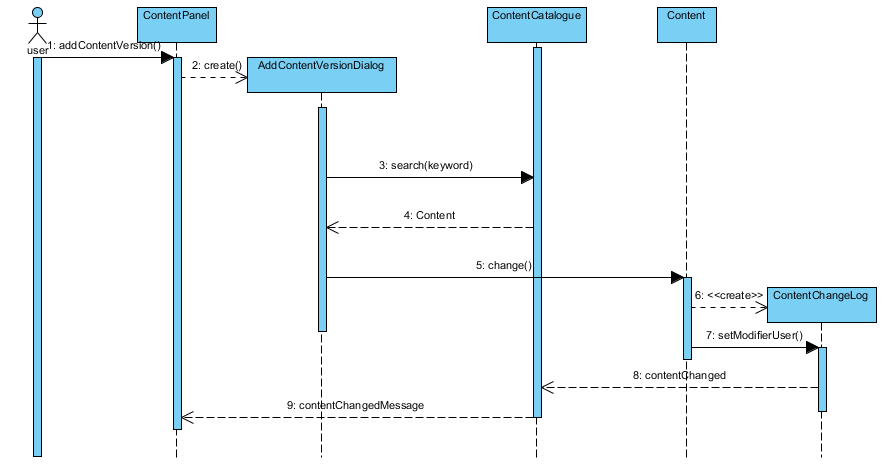 ContentPanel
ContentCatalogue
Content
user
1: addContentVersion()
2: create()
AddContentVersionDialog
3: search(keyword)
4: Content
5: change()
6: <<create>>
ContentChangeLog
7: setModifierUser()
8: contentChanged
9: contentChangedMessage